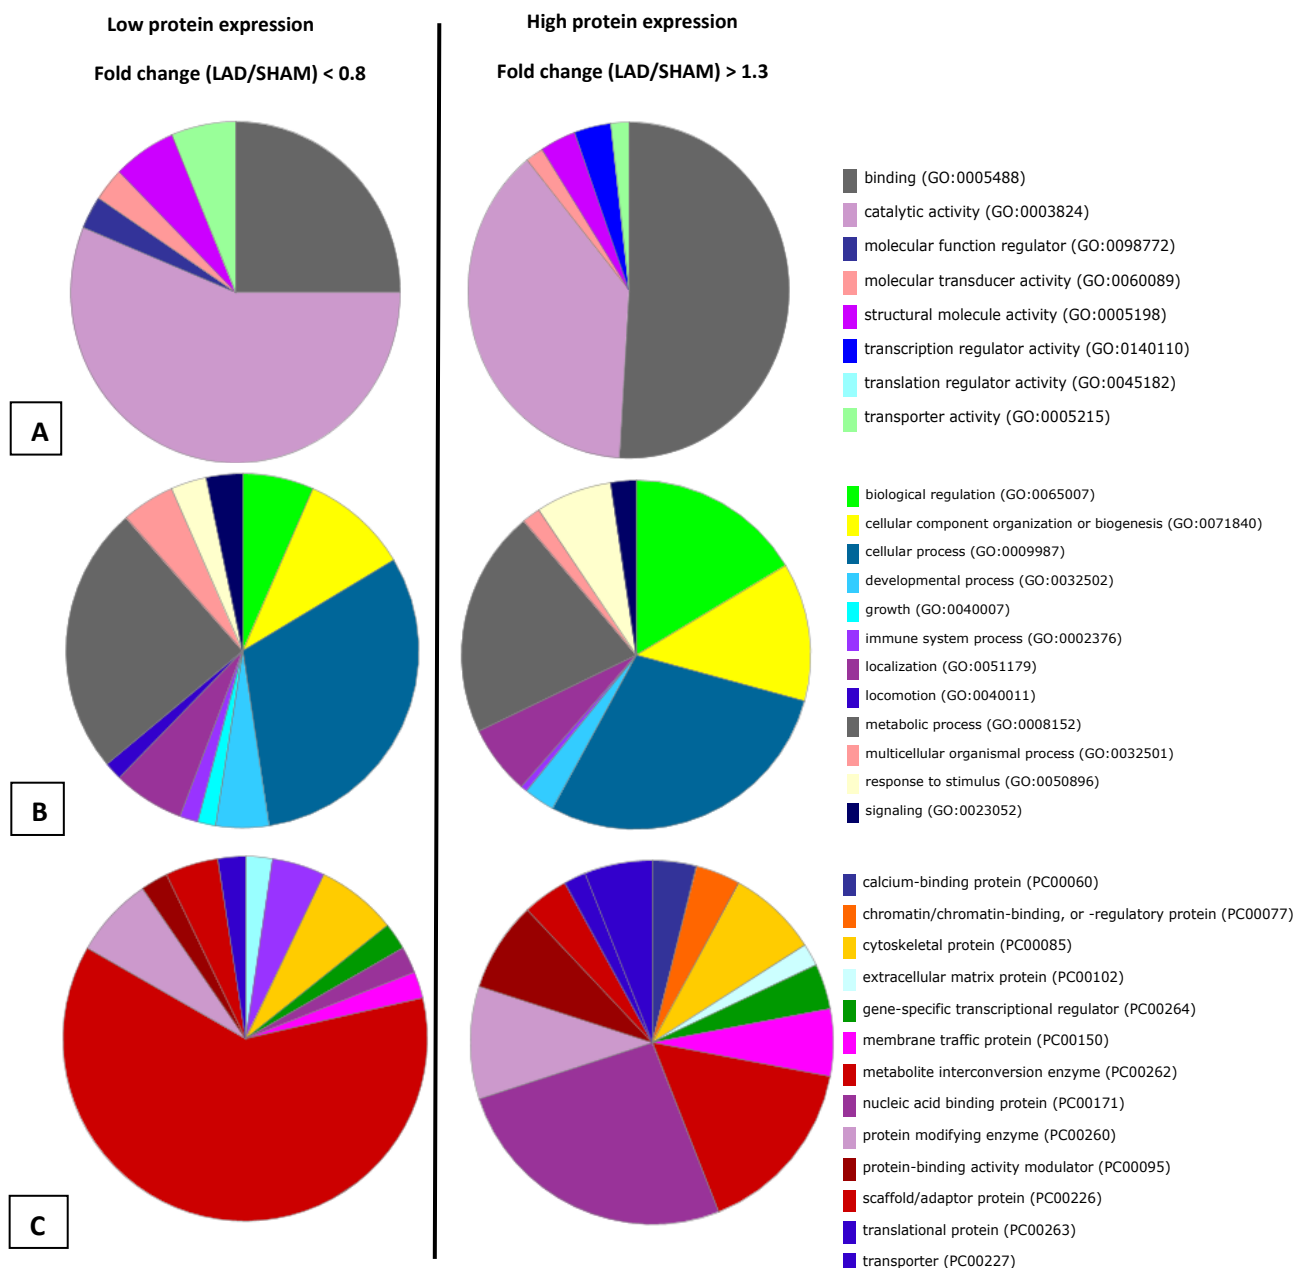 Low protein expression
Fold change (LAD/SHAM) < 0.8
High protein expression
Fold change (LAD/SHAM) > 1.3
binding (GO:0005488)
catalytic activity (GO:0003824)
molecular function regulator (GO:0098772)
molecular transducer activity (GO:0060089)
structural molecule activity (GO:0005198)
transcription regulator activity (GO:0140110)
translation regulator activity (GO:0045182)
transporter activity (GO:0005215)
A
biological regulation (GO:0065007)
cellular component organization or biogenesis (GO:0071840)
cellular process (GO:0009987)
developmental process (GO:0032502)
growth (GO:0040007)
immune system process (GO:0002376)
localization (GO:0051179)
locomotion (GO:0040011)
metabolic process (GO:0008152)
multicellular organismal process (GO:0032501)
response to stimulus (GO:0050896)
signaling (GO:0023052)
B
calcium-binding protein (PC00060)
chromatin/chromatin-binding, or -regulatory protein (PC00077)
cytoskeletal protein (PC00085)
extracellular matrix protein (PC00102)
gene-specific transcriptional regulator (PC00264)
membrane traffic protein (PC00150)
metabolite interconversion enzyme (PC00262)
nucleic acid binding protein (PC00171)
protein modifying enzyme (PC00260)
protein-binding activity modulator (PC00095)
scaffold/adaptor protein (PC00226)
translational protein (PC00263)
transporter (PC00227)
C